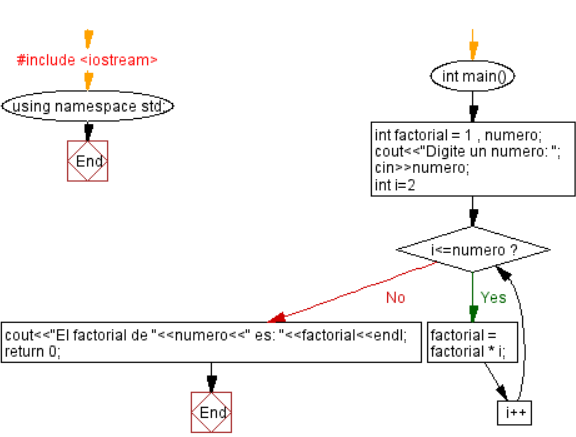 #include <iostream>
using namespace std;
End
int main()
int factorial = 1 , numero;
cout<<"Digite un numero: ";
cin>>numero;
int i=2
i<=numero ?
No
Yes
cout<<"El factorial de "<<numero<<" es: "<<factorial<<endl;
return 0;
factorial =
factorial * i;
End
i++